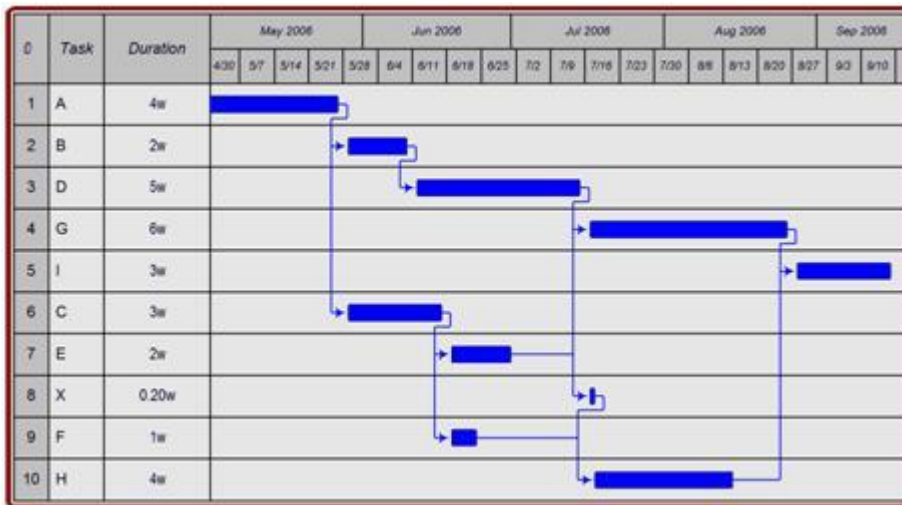 May 2006 Jun 2006 Jul 2006 Aug 2006 Sep 2006
0 Task Duration
4/30 5/7 5/14 5/21 5/28 6/4 6/11 6/18 6/25 7/2 7/9 7/16 7/23 7/30 8/6 8/13 8/20 8/27 9/3 9/10
1 A 4w
2 B 2w
3 D 5w
4 G 6w
5 I 3w
6 C 3w
7 E 2w
8 X 0.20w
9 F 1w
10 H 4w